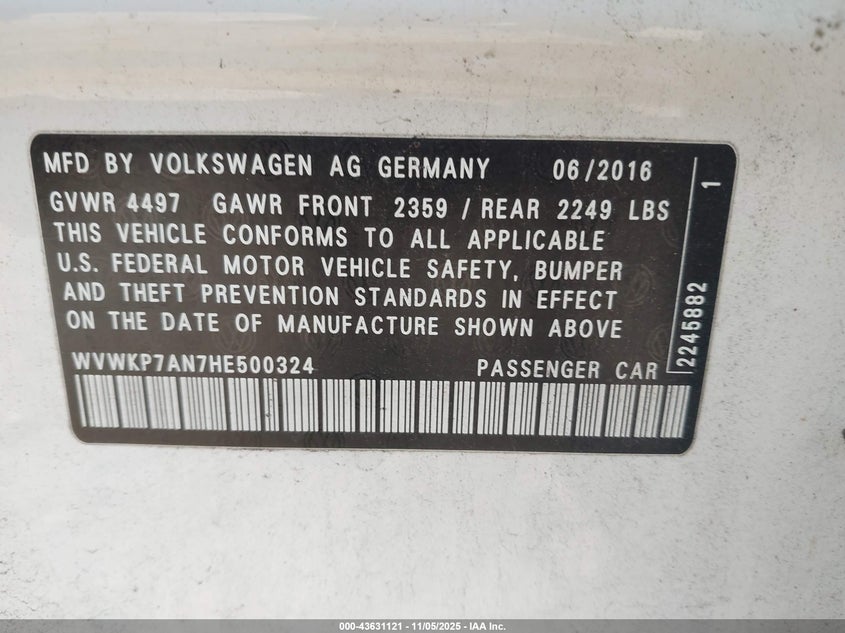 MFD BY VOLKSWAGEN AG GERMANY 06/2016
GVWR 4497 GAWR FRONT 2359 / REAR 2249 LBS
THIS VEHICLE CONFORMS TO ALL APPLICABLE
U.S. FEDERAL MOTOR VEHICLE SAFETY, BUMPER
AND THEFT PREVENTION STANDARDS IN EFFECT
ON THE DATE OF MANUFACTURE SHOWN ABOVE
WVWKP7AN7HE500324 PASSENGER CAR
2245882 1
000-43631121 - 11/05/2025 - IAA Inc.